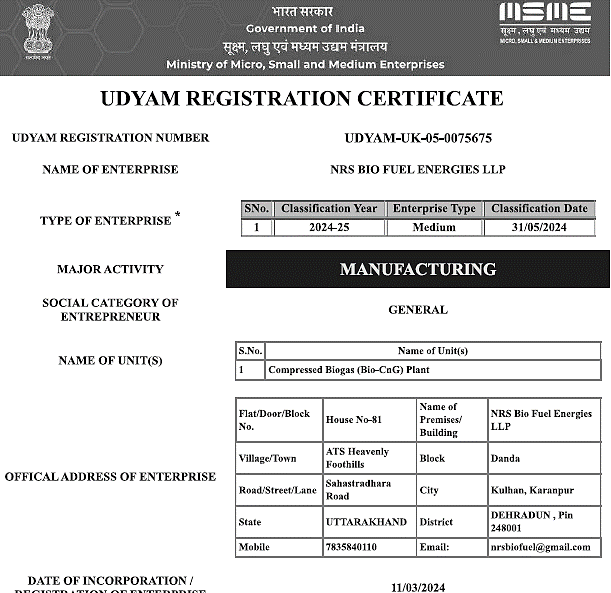 भारत सरकार
Government of India
सूक्ष्म, लघु एवं मध्यम उद्यम मंत्रालय
Ministry of Micro, Small and Medium Enterprises
सत्यमेव जयते
MSME
सूक्ष्म, लघु एवं मध्यम उद्यम
MICRO, SMALL & MEDIUM ENTERPRISES
UDYAM REGISTRATION CERTIFICATE
UDYAM REGISTRATION NUMBER UDYAM-UK-05-0075675
NAME OF ENTERPRISE NRS BIO FUEL ENERGIES LLP
TYPE OF ENTERPRISE *
SNo. Classification Year Enterprise Type Classification Date
1 2024-25 Medium 31/05/2024
MAJOR ACTIVITY MANUFACTURING
SOCIAL CATEGORY OF
ENTREPRENEUR
GENERAL
NAME OF UNIT(S)
S.No. Name of Unit(s)
1 Compressed Biogas (Bio-CnG) Plant
OFFICAL ADDRESS OF ENTERPRISE
Flat/Door/Block
No.
House No-81
Name of
Premises/
Building
NRS Bio Fuel Energies
LLP
Village/Town
ATS Heavenly
Foothills
Block
Danda
Road/Street/Lane
Sahastradhara
Road
City
Kulhan, Karanpur
State
UTTARAKHAND
District
DEHRADUN , Pin
248001
Mobile
7835840110
Email:
nrsbiofuel@gmail.com
DATE OF INCORPORATION /
REGISTRATION OF ENTERPRISE
11/03/2024